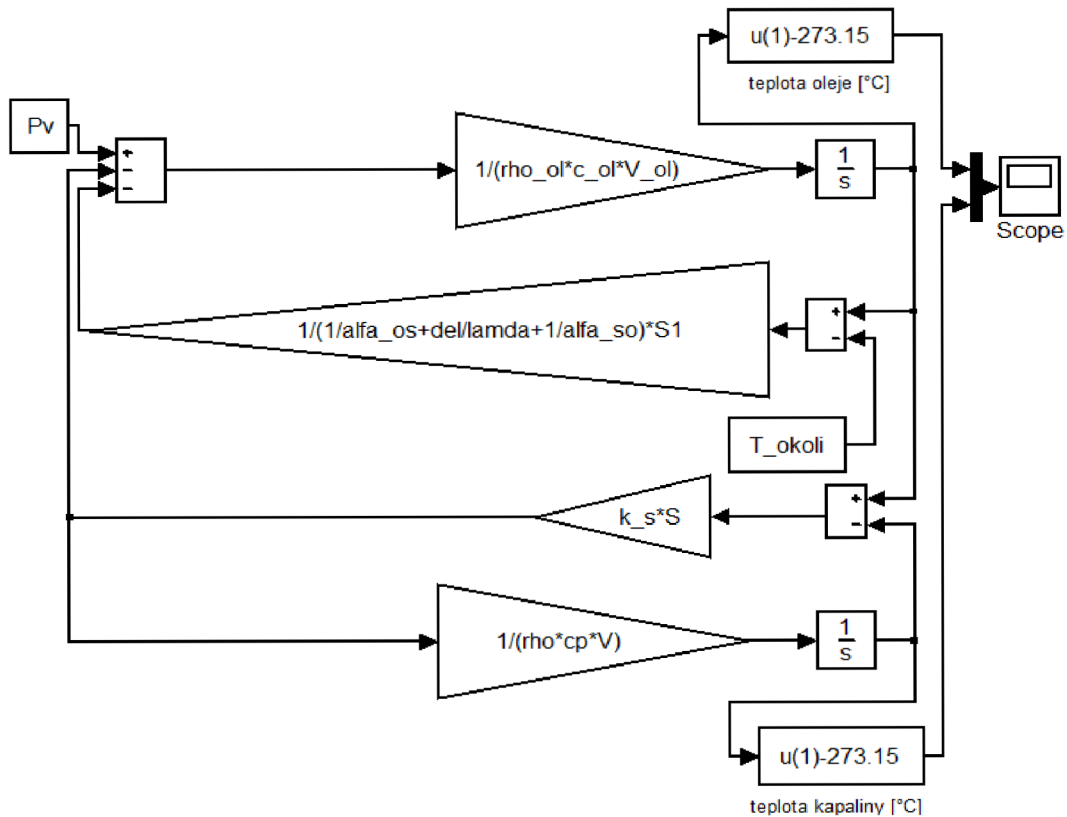 u(1)-273.15
teplota oleje [°C]
Pv
+
−
−
1/(rho_ol*c_ol*V_ol)
1
s
Scope
1/(1/alfa_os+del/lamda+1/alfa_so)*S1
+
−
T_okoli
k_s*S
+
−
1/(rho*cp*V)
1
s
u(1)-273.15
teplota kapaliny [°C]